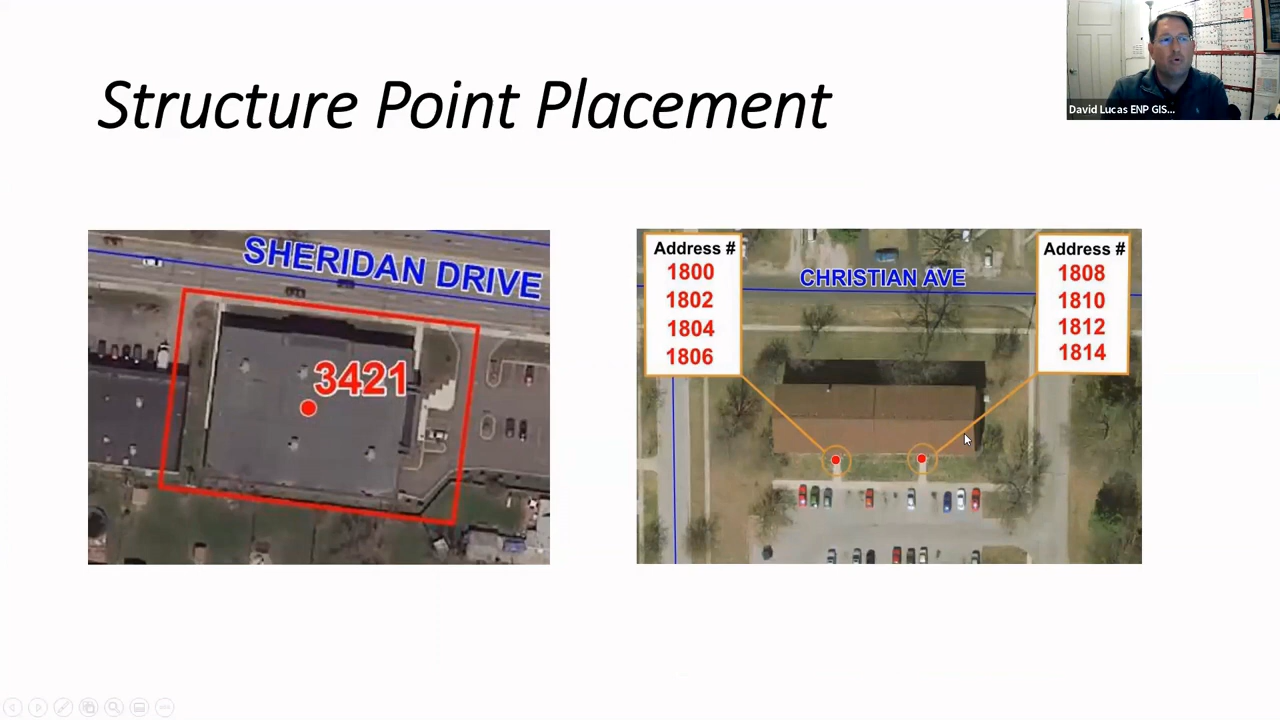 Structure Point Placement
David Lucas ENP GIS...
SHERIDAN DRIVE
3421
Address #
1800
1802
1804
1806
CHRISTIAN AVE
Address #
1808
1810
1812
1814